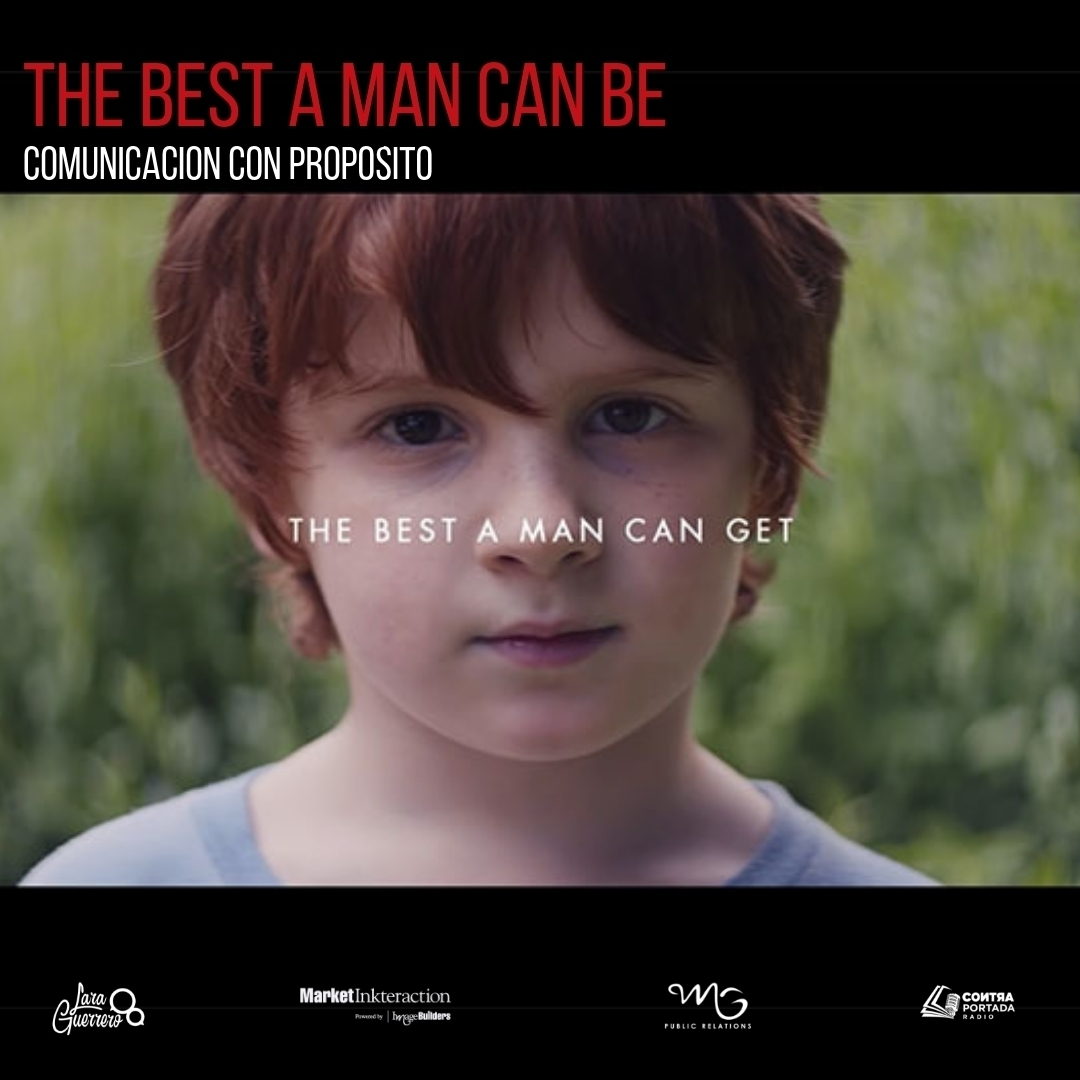 THE BEST A MAN CAN BE
COMUNICACION CON PROPOSITO
THE BEST A MAN CAN GET
Lara
Guerrero
MarketInkteraction
Powered by | ImageBuilders
MG
PUBLIC RELATIONS
CONTRA
PORTADA
RADIO